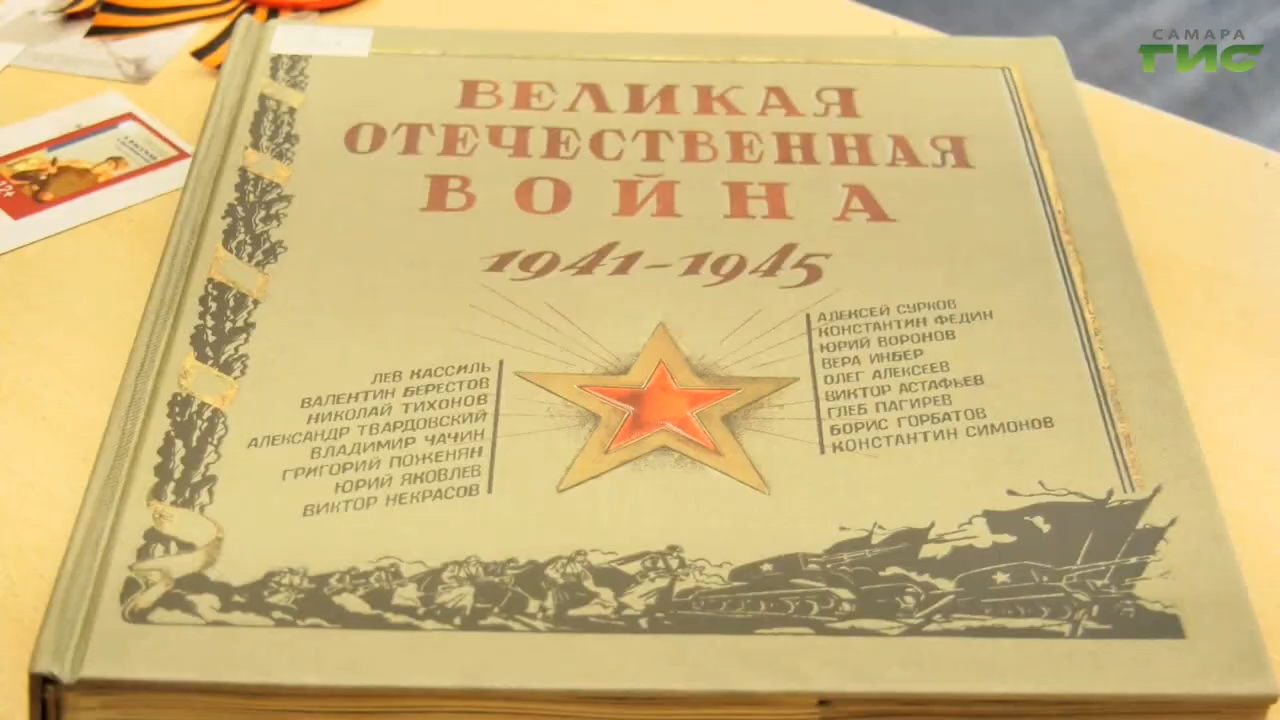 САМАРА
ГИС
ВЕЛИКАЯ
ОТЕЧЕСТВЕННАЯ
ВОЙНА
1941-1945
ЛЕВ КАССИЛЬ
ВАЛЕНТИН БЕРЕСТОВ
НИКОЛАЙ ТИХОНОВ
АЛЕКСАНДР ТВАРДОВСКИЙ
ВЛАДИМИР ЧАЧИН
ГРИГОРИЙ ПОЖЕНЯН
ЮРИЙ ЯКОВЛЕВ
ВИКТОР НЕКРАСОВ
АЛЕКСЕЙ СУРКОВ
КОНСТАНТИН ФЕДИН
ЮРИЙ ВОРОНОВ
ВЕРА ИНБЕР
ОЛЕГ АЛЕКСЕЕВ
ВИКТОР АСТАФЬЕВ
ГЛЕБ ПАГИРЕВ
БОРИС ГОРБАТОВ
КОНСТАНТИН СИМОНОВ
12+